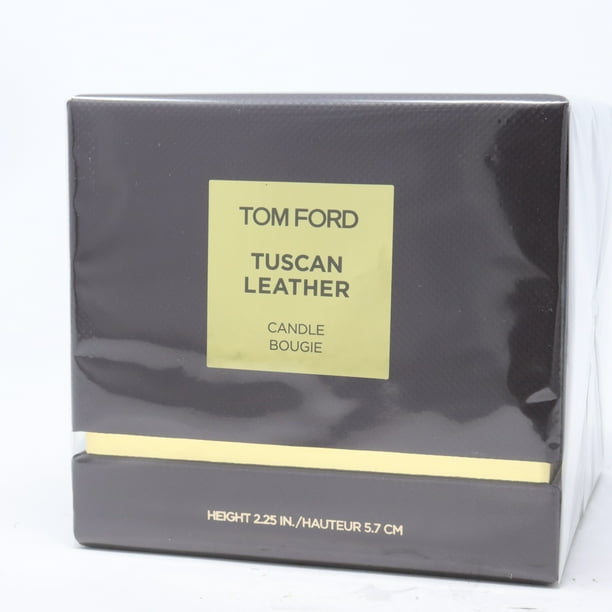 TOM FORD
TUSCAN
LEATHER
CANDLE
BOUGIE
HEIGHT 2.25 IN./HAUTEUR 5.7 CM